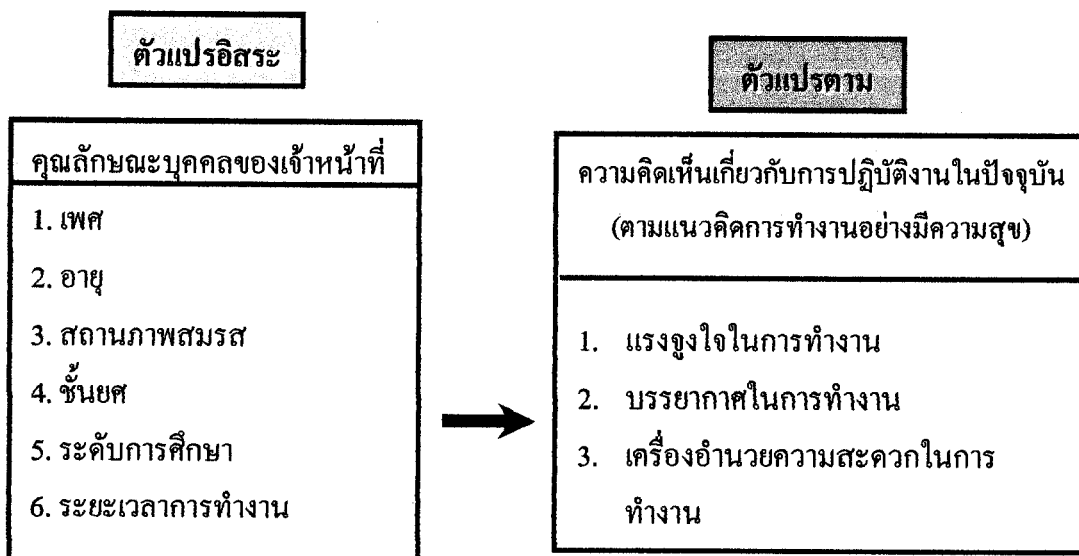 ตัวแปรอิสระ
คุณลักษณะบุคคลของเจ้าหน้าที่
1. เพศ
2. อายุ
3. สถานภาพสมรส
4. ชั้นยศ
5. ระดับการศึกษา
6. ระยะเวลาการทำงาน
ตัวแปรตาม
ความคิดเห็นเกี่ยวกับการปฏิบัติงานในปัจจุบัน
(ตามแนวคิดการทำงานอย่างมีความสุข)
1. แรงจูงใจในการทำงาน
2. บรรยากาศในการทำงาน
3. เครื่องอำนวยความสะดวกในการ
ทำงาน